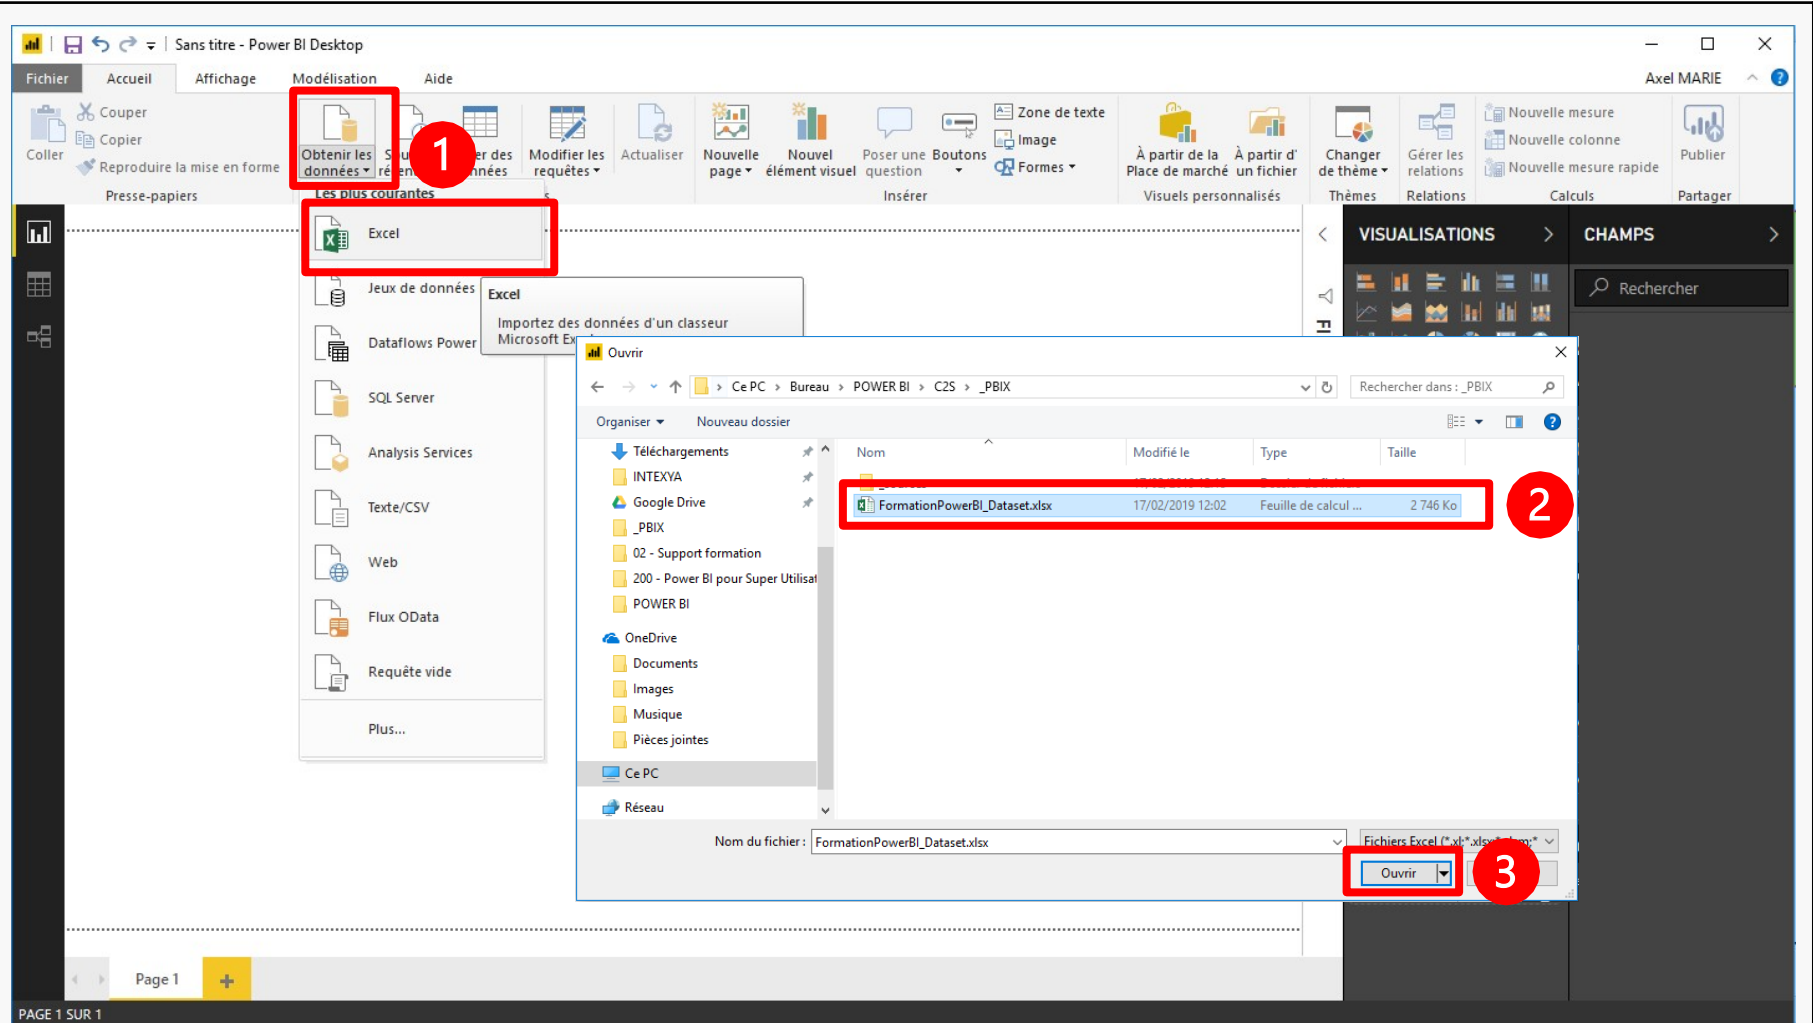 Sans titre - Power BI Desktop
Fichier Accueil Affichage Modélisation Aide Axel MARIE
Couper
Copier
Reproduire la mise en forme
Coller
Presse-papiers
Obtenir les
données
1
Modifier les
requêtes
Actualiser
Nouvelle
page
Nouvel
élément visuel
Poser une
question
Boutons
Zone de texte
Image
Formes
Insérer
À partir de la
Place de marché
À partir d'
un fichier
Visuels personnalisés
Changer
de thème
Thèmes
Gérer les
relations
Relations
Nouvelle mesure
Nouvelle colonne
Nouvelle mesure rapide
Calculs
Publier
Partager
Les plus courantes
Excel
Jeux de données
Dataflows Power
SQL Server
Analysis Services
Texte/CSV
Web
Flux OData
Requête vide
Plus...
Excel
Importez des données d'un classeur
Microsoft
VISUALISATIONS
CHAMPS
Rechercher
Ouvrir
Ce PC > Bureau > POWER BI > C2S > _PBIX
Rechercher dans : _PBIX
Organiser Nouveau dossier
Nom Modifié le Type Taille
FormationPowerBI_Dataset.xlsx 17/02/2019 12:02 Feuille de calcul ... 2 746 Ko
2
Téléchargements
INTEXYA
Google Drive
_PBIX
02 - Support formation
200 - Power BI pour Super
POWER BI
OneDrive
Documents
Images
Musique
Pièces jointes
Ce PC
Réseau
Nom du fichier : FormationPowerBI_Dataset.xlsx
Fichiers Excel
Ouvrir
3
Page 1
PAGE 1 SUR 1